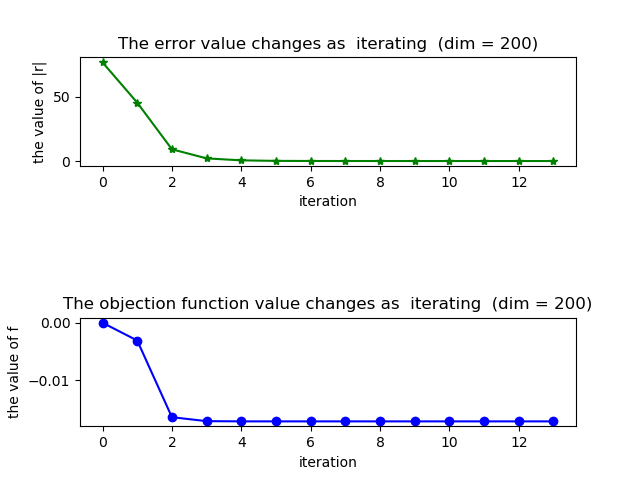 The error value changes as  iterating  (dim = 200)
the value of |r|
50
0
0 2 4 6 8 10 12
iteration
The objection function value changes as  iterating  (dim = 200)
the value of f
0.00
−0.01
0 2 4 6 8 10 12
iteration